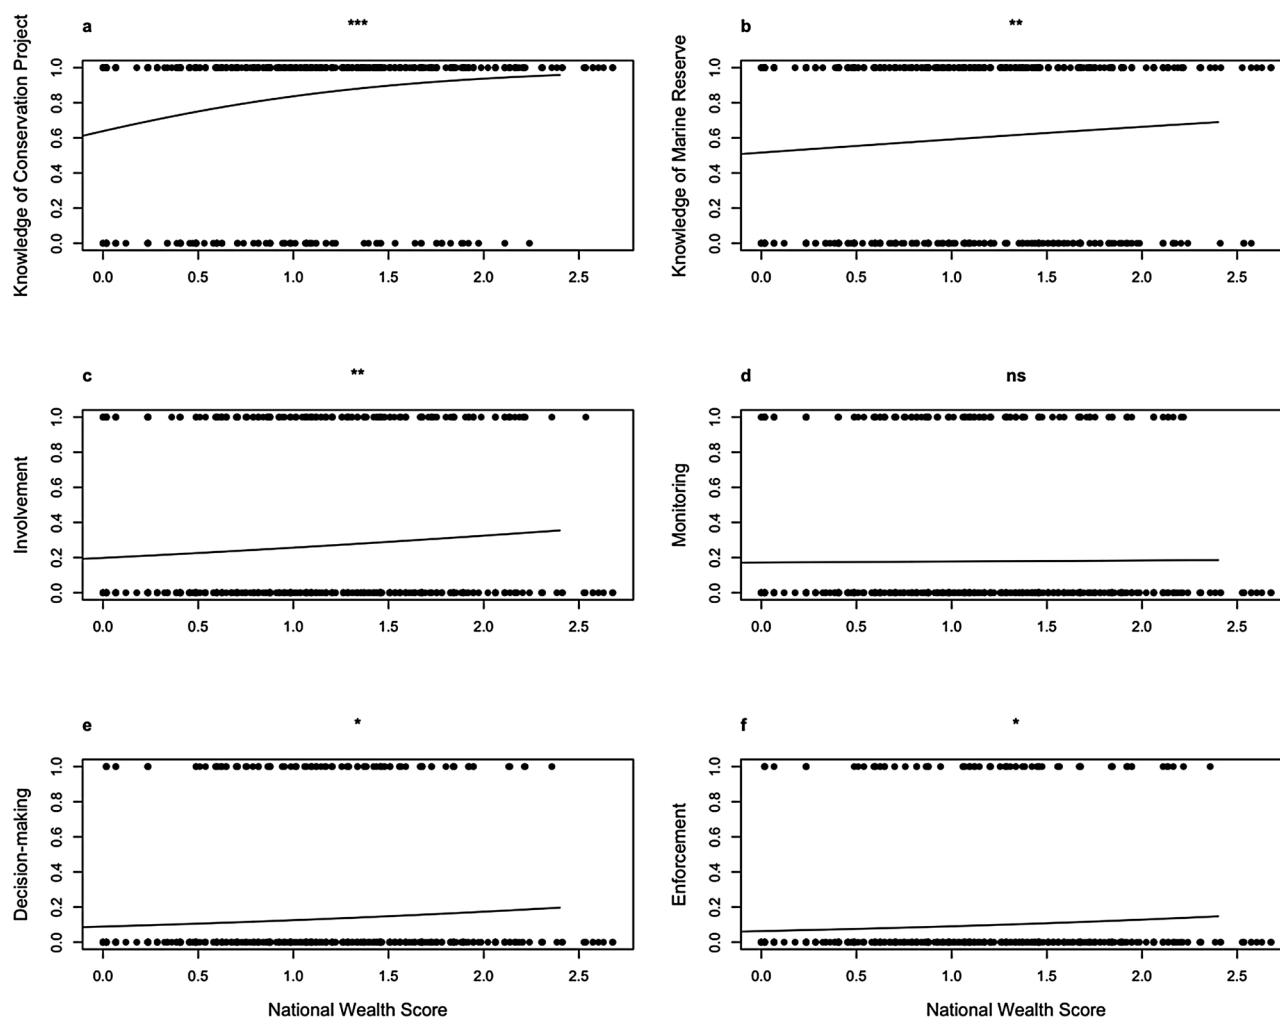 a ***
Knowledge of Conservation Project
1.0
0.8
0.6
0.4
0.2
0.0
0.0 0.5 1.0 1.5 2.0 2.5
b **
Knowledge of Marine Reserve
1.0
0.8
0.6
0.4
0.2
0.0
0.0 0.5 1.0 1.5 2.0 2.5
c **
Involvement
1.0
0.8
0.6
0.4
0.2
0.0
0.0 0.5 1.0 1.5 2.0 2.5
d ns
Monitoring
1.0
0.8
0.6
0.4
0.2
0.0
0.0 0.5 1.0 1.5 2.0 2.5
e *
Decision-making
1.0
0.8
0.6
0.4
0.2
0.0
0.0 0.5 1.0 1.5 2.0 2.5
National Wealth Score
f *
Enforcement
1.0
0.8
0.6
0.4
0.2
0.0
0.0 0.5 1.0 1.5 2.0 2.5
National Wealth Score